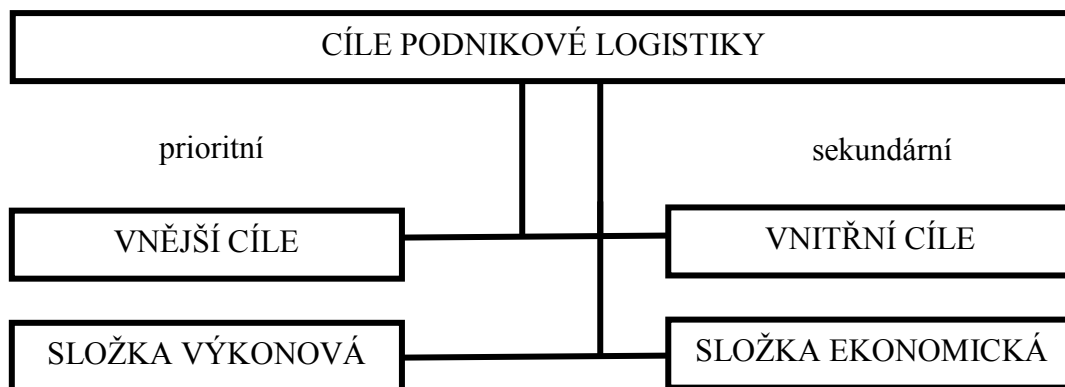 CÍLE PODNIKOVÉ LOGISTIKY
prioritní
sekundární
VNĚJŠÍ CÍLE
VNITŘNÍ CÍLE
SLOŽKA VÝKONOVÁ
SLOŽKA EKONOMICKÁ